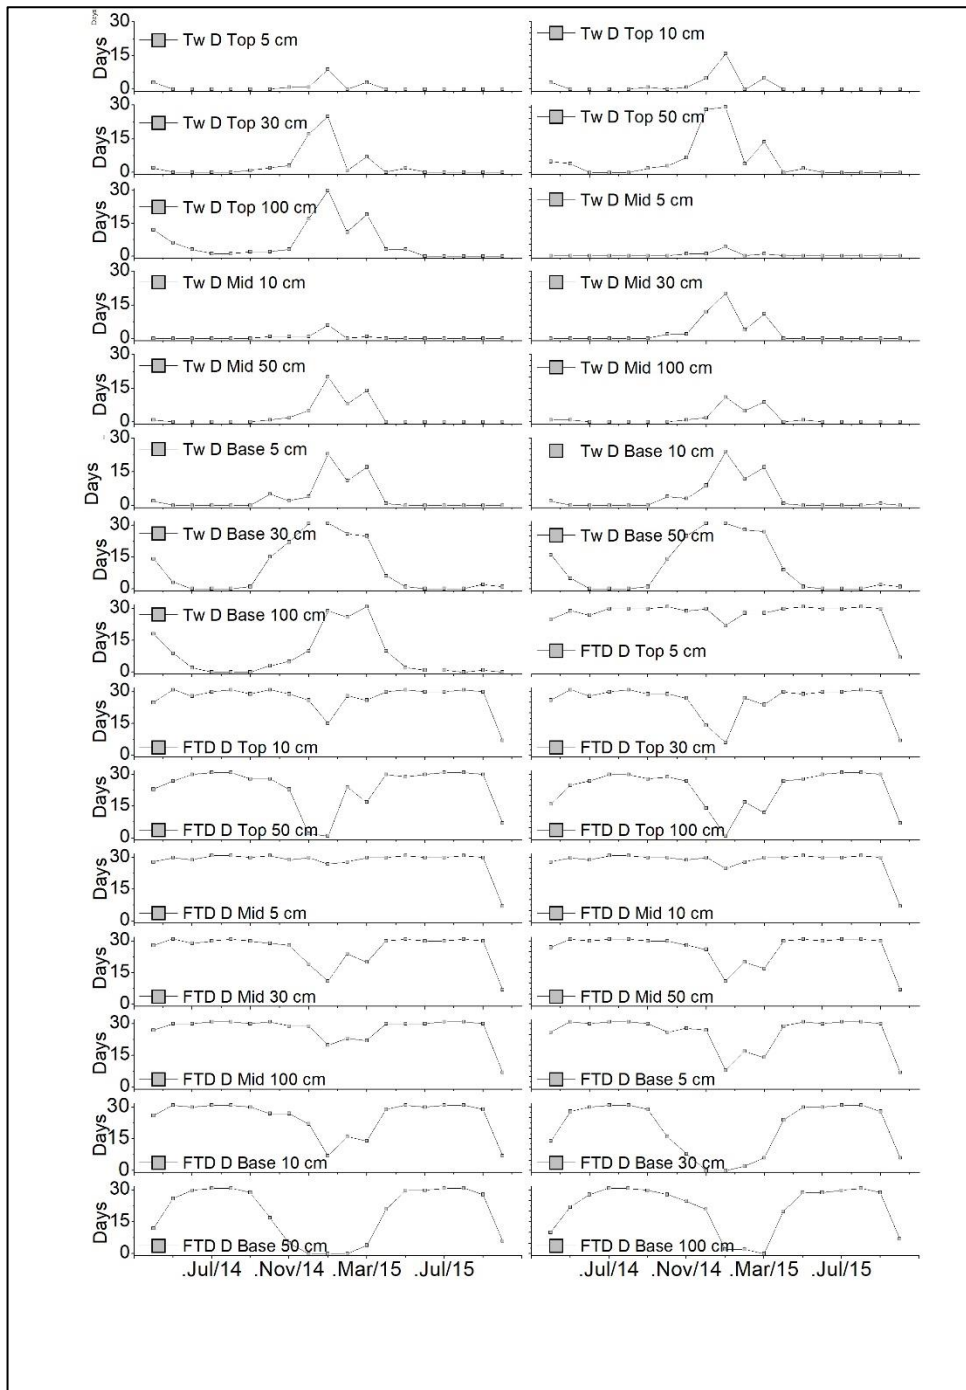 Days
30
15
0
Days
Tw D Top 5 cm
Tw D Top 10 cm
30
15
0
Days
Tw D Top 30 cm
Tw D Top 50 cm
30
15
0
Days
Tw D Top 100 cm
Tw D Mid 5 cm
30
15
0
Days
Tw D Mid 10 cm
Tw D Mid 30 cm
30
15
0
Days
Tw D Mid 50 cm
Tw D Mid 100 cm
30
15
0
Days
Tw D Base 5 cm
Tw D Base 10 cm
30
15
0
Days
Tw D Base 30 cm
Tw D Base 50 cm
30
15
0
Days
Tw D Base 100 cm
FTD D Top 5 cm
30
15
0
Days
FTD D Top 10 cm
FTD D Top 30 cm
30
15
0
Days
FTD D Top 50 cm
FTD D Top 100 cm
30
15
0
Days
FTD D Mid 5 cm
FTD D Mid 10 cm
30
15
0
Days
FTD D Mid 30 cm
FTD D Mid 50 cm
30
15
0
Days
FTD D Mid 100 cm
FTD D Base 5 cm
30
15
0
Days
FTD D Base 10 cm
FTD D Base 30 cm
30
15
0
Days
FTD D Base 50 cm
FTD D Base 100 cm
.Jul/14 .Nov/14 .Mar/15 .Jul/15
.Jul/14 .Nov/14 .Mar/15 .Jul/15